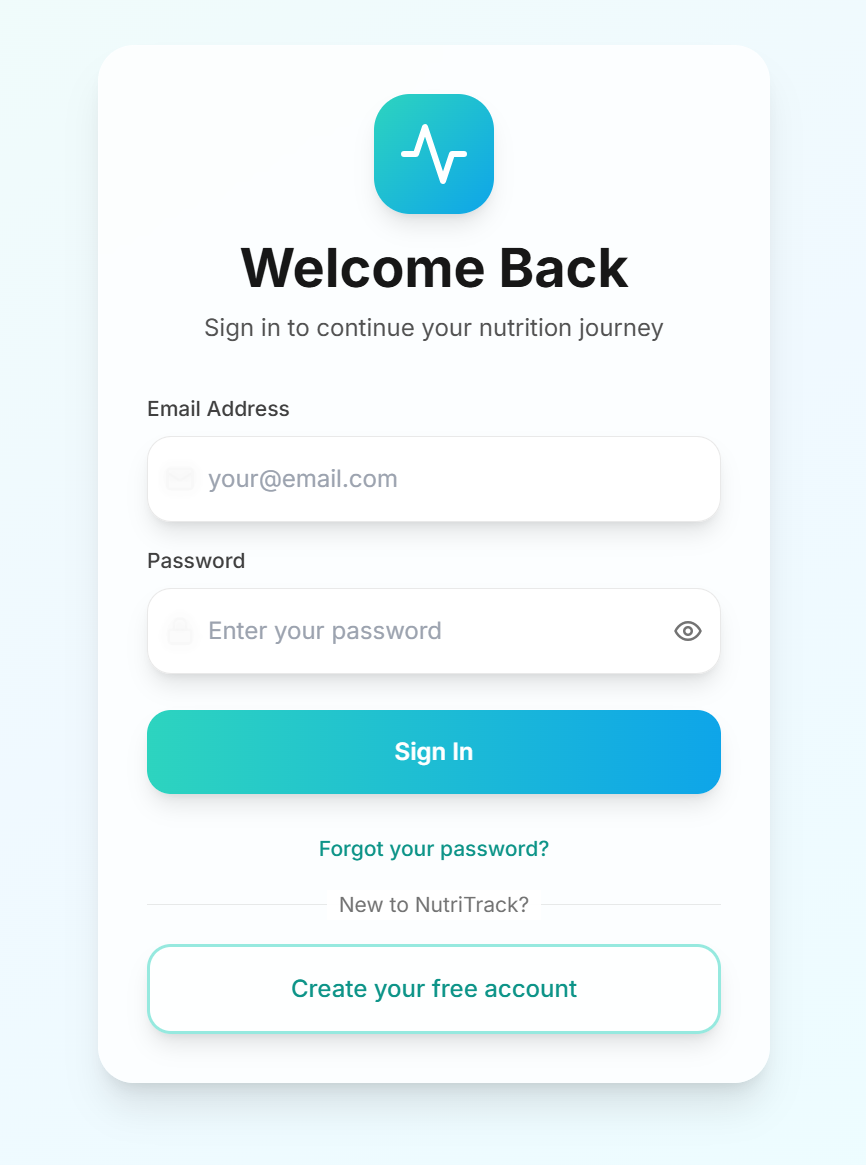 Welcome Back
Sign in to continue your nutrition journey
Email Address
your@email.com
Password
Enter your password
Sign In
Forgot your password?
New to NutriTrack?
Create your free account